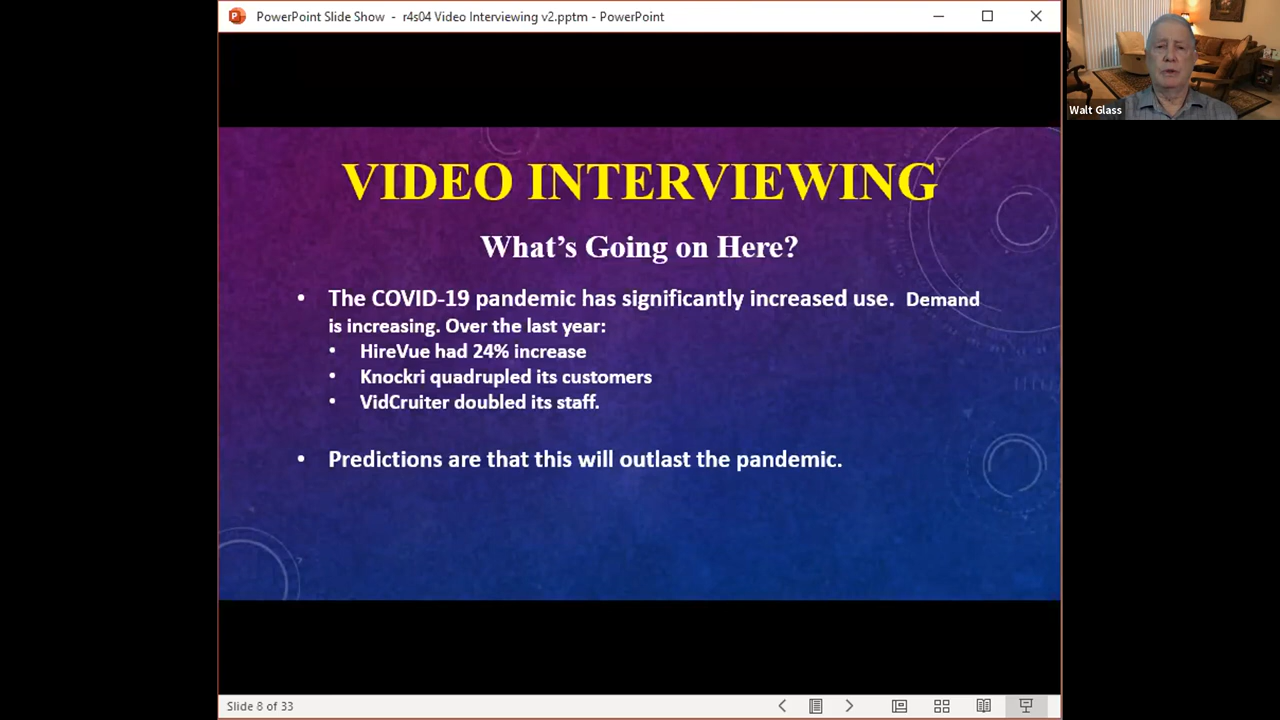 PowerPoint Slide Show - r4s04 Video Interviewing v2.pptm - PowerPoint
Walt Glass
VIDEO INTERVIEWING
What's Going on Here?
• The COVID-19 pandemic has significantly increased use. Demand
is increasing. Over the last year:
• HireVue had 24% increase
• Knockri quadrupled its customers
• VidCruiter doubled its staff.
• Predictions are that this will outlast the pandemic.
Slide 8 of 33